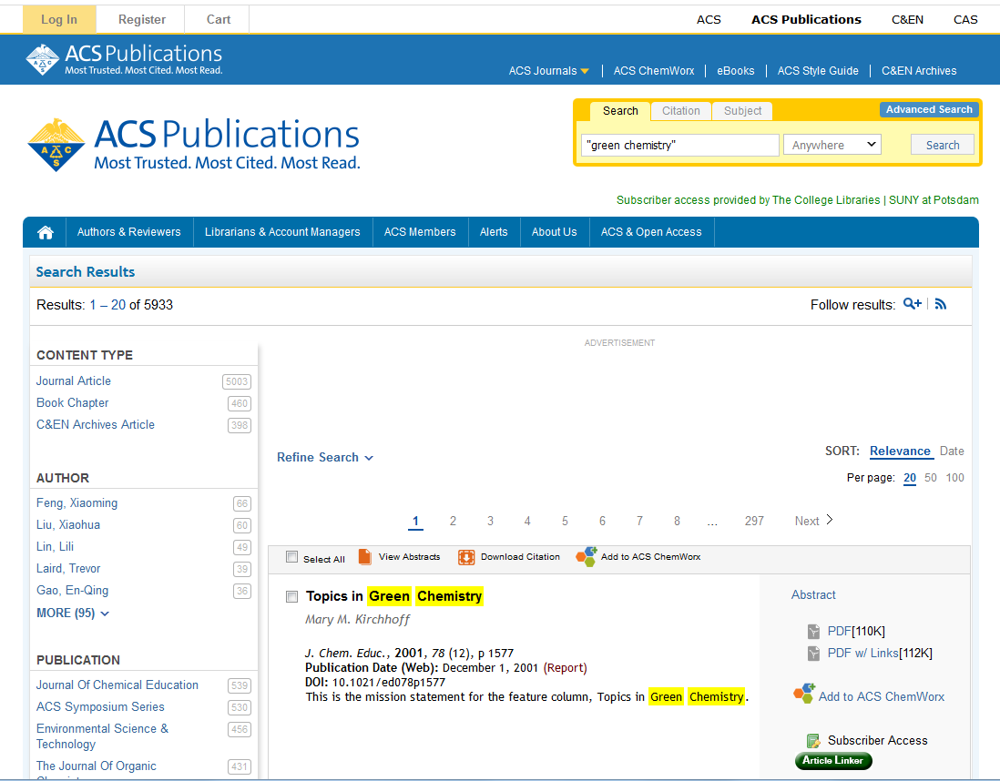 Log In Register Cart ACS ACS Publications C&EN CAS
ACS Publications
Most Trusted. Most Cited. Most Read.
ACS Journals ACS ChemWorx eBooks ACS Style Guide C&EN Archives
A C S S
ACS Publications
Most Trusted. Most Cited. Most Read.
Search Citation Subject Advanced Search
"green chemistry" Anywhere Search
Subscriber access provided by The College Libraries | SUNY at Potsdam
Authors & Reviewers Librarians & Account Managers ACS Members Alerts About Us ACS & Open Access
Search Results
Results: 1 – 20 of 5933 Follow results:
ADVERTISEMENT
CONTENT TYPE
Journal Article 5003
Book Chapter 460
C&EN Archives Article 398
AUTHOR
Feng, Xiaoming 66
Liu, Xiaohua 60
Lin, Lili 49
Laird, Trevor 39
Gao, En-Qing 36
MORE (95)
PUBLICATION
Journal Of Chemical Education 539
ACS Symposium Series 530
Environmental Science & 456
Technology
The Journal Of Organic 431
Refine Search
SORT: Relevance Date
Per page: 20 50 100
1 2 3 4 5 6 7 8 ... 297 Next
Select All View Abstracts Download Citation Add to ACS ChemWorx
Topics in Green Chemistry
Mary M. Kirchhoff
J. Chem. Educ., 2001, 78 (12), p 1577
Publication Date (Web): December 1, 2001 (Report)
DOI: 10.1021/ed078p1577
This is the mission statement for the feature column, Topics in Green Chemistry.
Abstract
PDF[110K]
PDF w/ Links[112K]
Add to ACS ChemWorx
Subscriber Access
Article Linker